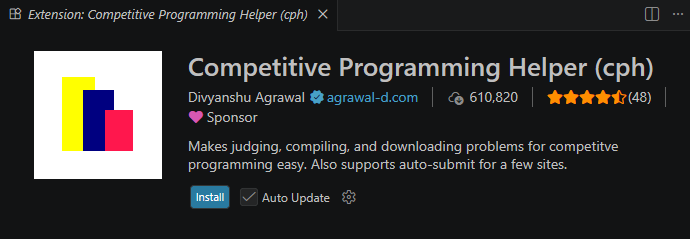 Extension: Competitive Programming Helper (cph)
Competitive Programming Helper (cph)
Divyanshu Agrawal agrawal-d.com 610,820 (48)
Sponsor
Makes judging, compiling, and downloading problems for competitve
programming easy. Also supports auto-submit for a few sites.
Install Auto Update